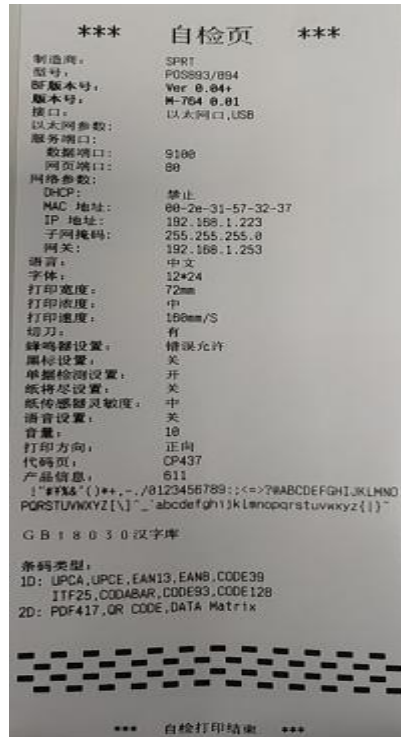 *** 自检页 ***
制造商: SPRT
型号: POS893/894
BF版本号: Ver 0.04+
版本号: M-764 0.01
接口: 以太网口,USB
以太网参数:
服务端口:
数据端口: 9100
网页端口: 80
网络参数:
DHCP: 禁止
MAC 地址: 00-2e-31-57-32-37
IP 地址: 192.168.1.223
子网掩码: 255.255.255.0
网关: 192.168.1.253
语言: 中文
字体: 12*24
打印宽度: 72mm
打印浓度: 中
打印速度: 160mm/S
切刀: 有
蜂鸣器设置: 错误允许
黑标设置: 关
单据检测设置: 开
纸将尽设置: 关
纸传感器灵敏度: 中
语音设置: 关
音量: 10
打印方向: 正向
代码页: CP437
产品信息: 611
!"#¥%&'()*+,-./0123456789:;<=>?@ABCDEFGHIJKLMNO
PQRSTUVWXYZ[\]^_`abcdefghijklmnopqrstuvwxyz{|}~
GB18030汉字库
条码类型:
1D: UPCA,UPCE,EAN13,EAN8,CODE39
ITF25,CODABAR,CODE93,CODE128
2D: PDF417,QR CODE,DATA Matrix
*** 自检打印结束 ***